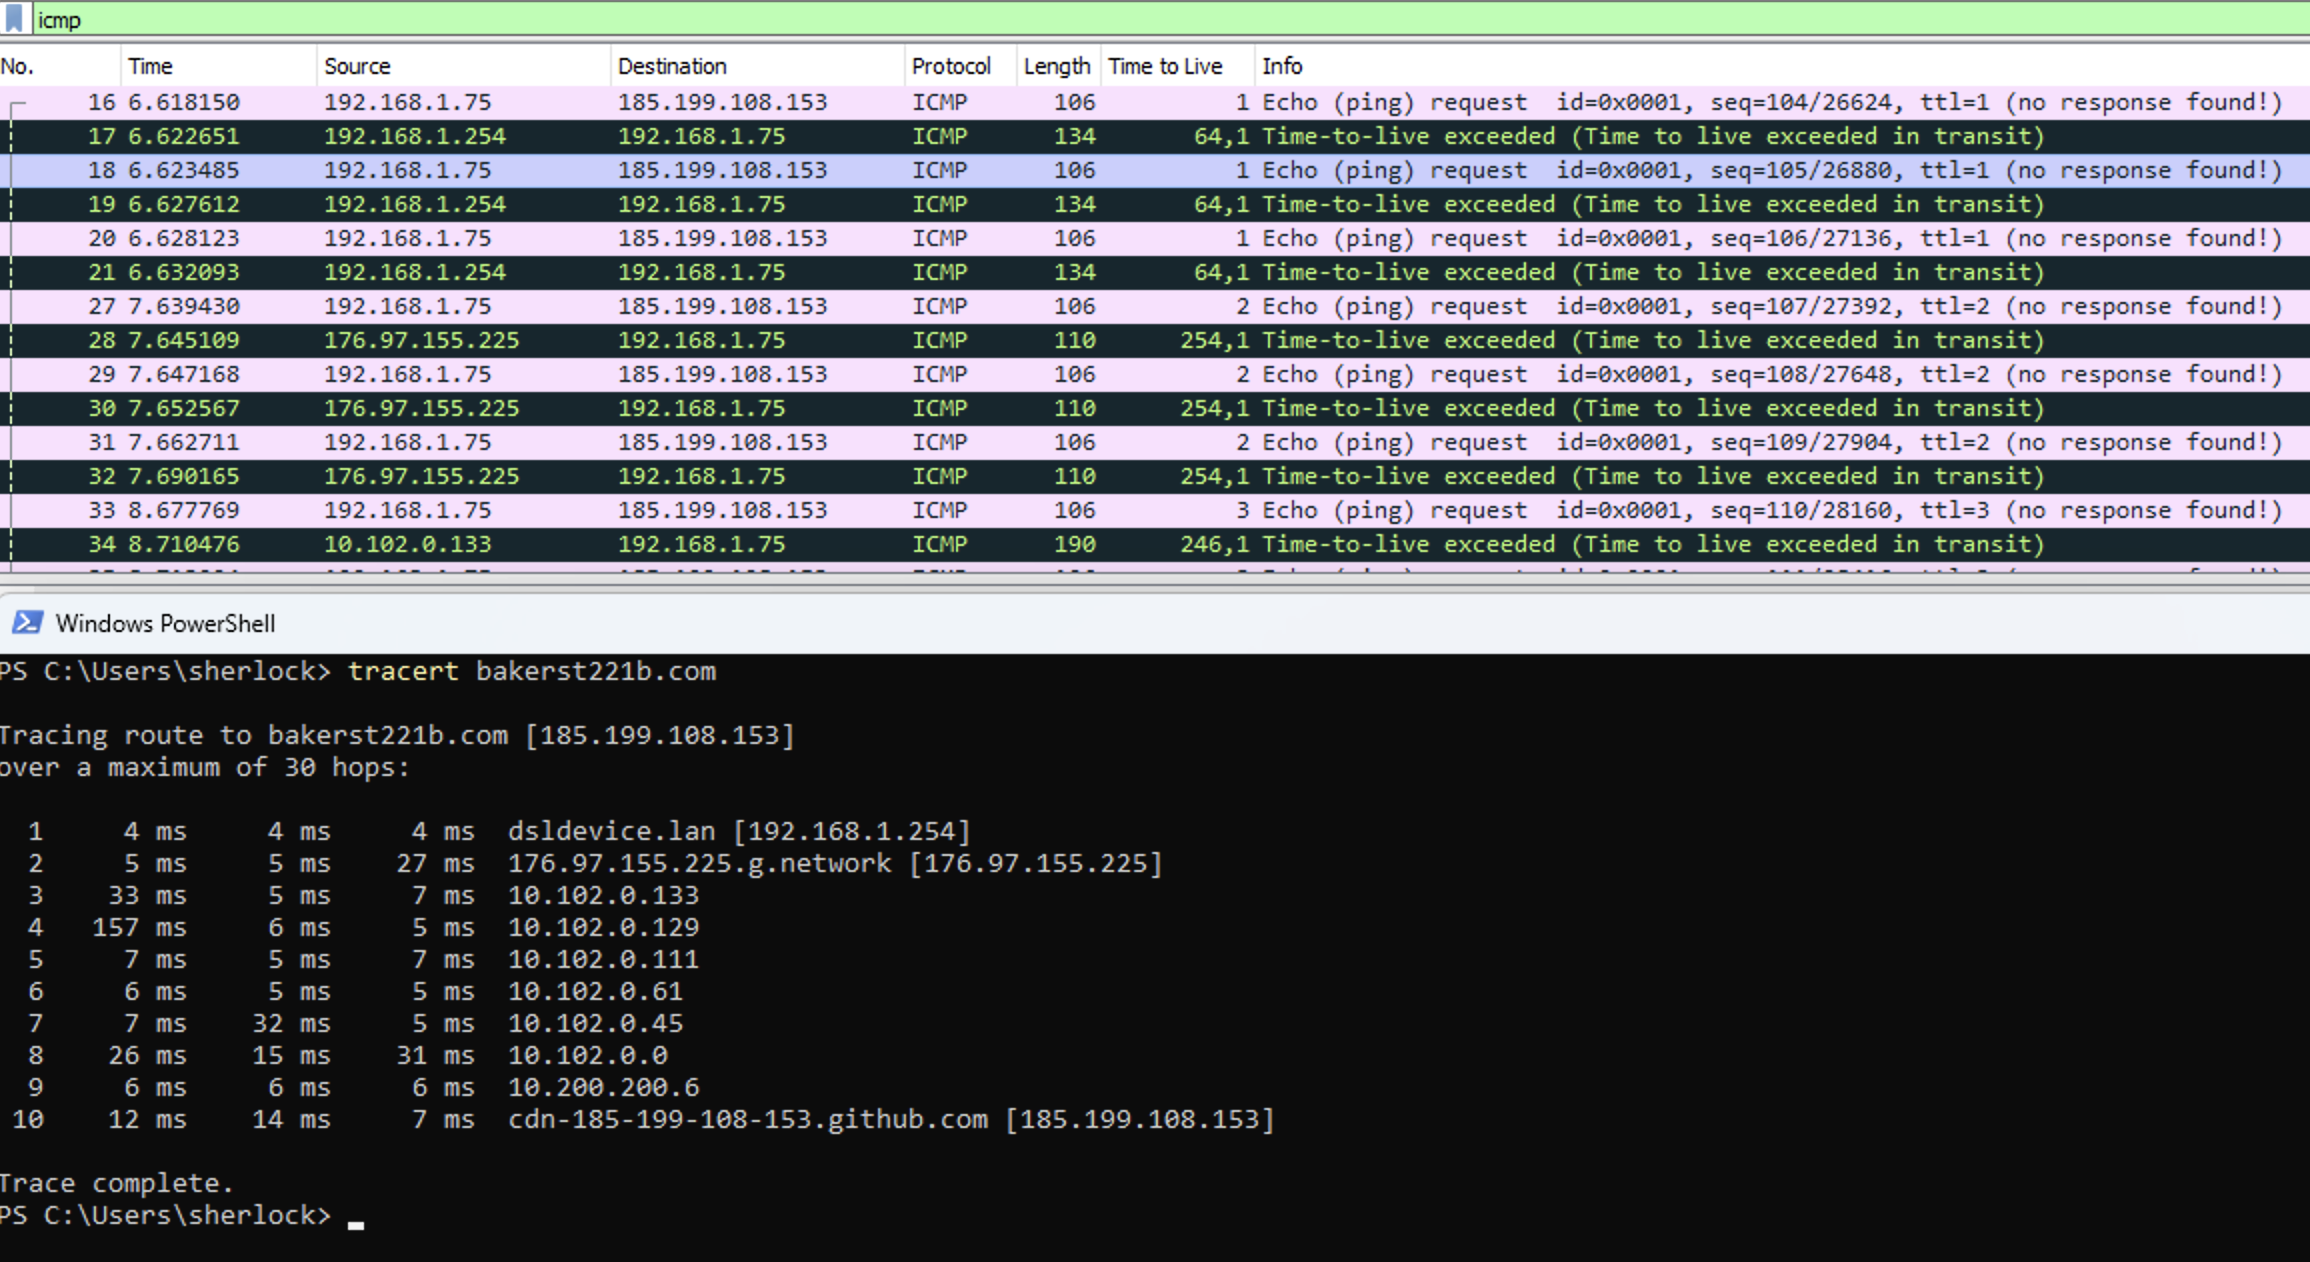 icmp
No. Time Source Destination Protocol Length Time to Live Info
16 6.618150 192.168.1.75 185.199.108.153 ICMP 106 1 Echo (ping) request id=0x0001, seq=104/26624, ttl=1 (no response found!)
17 6.622651 192.168.1.254 192.168.1.75 ICMP 134 64,1 Time-to-live exceeded (Time to live exceeded in transit)
18 6.623485 192.168.1.75 185.199.108.153 ICMP 106 1 Echo (ping) request id=0x0001, seq=105/26880, ttl=1 (no response found!)
19 6.627612 192.168.1.254 192.168.1.75 ICMP 134 64,1 Time-to-live exceeded (Time to live exceeded in transit)
20 6.628123 192.168.1.75 185.199.108.153 ICMP 106 1 Echo (ping) request id=0x0001, seq=106/27136, ttl=1 (no response found!)
21 6.632093 192.168.1.254 192.168.1.75 ICMP 134 64,1 Time-to-live exceeded (Time to live exceeded in transit)
27 7.639430 192.168.1.75 185.199.108.153 ICMP 106 2 Echo (ping) request id=0x0001, seq=107/27392, ttl=2 (no response found!)
28 7.645109 176.97.155.225 192.168.1.75 ICMP 110 254,1 Time-to-live exceeded (Time to live exceeded in transit)
29 7.647168 192.168.1.75 185.199.108.153 ICMP 106 2 Echo (ping) request id=0x0001, seq=108/27648, ttl=2 (no response found!)
30 7.652567 176.97.155.225 192.168.1.75 ICMP 110 254,1 Time-to-live exceeded (Time to live exceeded in transit)
31 7.662711 192.168.1.75 185.199.108.153 ICMP 106 2 Echo (ping) request id=0x0001, seq=109/27904, ttl=2 (no response found!)
32 7.690165 176.97.155.225 192.168.1.75 ICMP 110 254,1 Time-to-live exceeded (Time to live exceeded in transit)
33 8.677769 192.168.1.75 185.199.108.153 ICMP 106 3 Echo (ping) request id=0x0001, seq=110/28160, ttl=3 (no response found!)
34 8.710476 10.102.0.133 192.168.1.75 ICMP 190 246,1 Time-to-live exceeded (Time to live exceeded in transit)
Windows PowerShell
PS C:\Users\sherlock> tracert bakerst221b.com
Tracing route to bakerst221b.com [185.199.108.153]
over a maximum of 30 hops:
1 4 ms 4 ms 4 ms dsldevice.lan [192.168.1.254]
2 5 ms 5 ms 27 ms 176.97.155.225.g.network [176.97.155.225]
3 33 ms 5 ms 7 ms 10.102.0.133
4 157 ms 6 ms 5 ms 10.102.0.129
5 7 ms 5 ms 7 ms 10.102.0.111
6 6 ms 5 ms 5 ms 10.102.0.61
7 7 ms 32 ms 5 ms 10.102.0.45
8 26 ms 15 ms 31 ms 10.102.0.0
9 6 ms 6 ms 6 ms 10.200.200.6
10 12 ms 14 ms 7 ms cdn-185-199-108-153.github.com [185.199.108.153]
Trace complete.
PS C:\Users\sherlock>